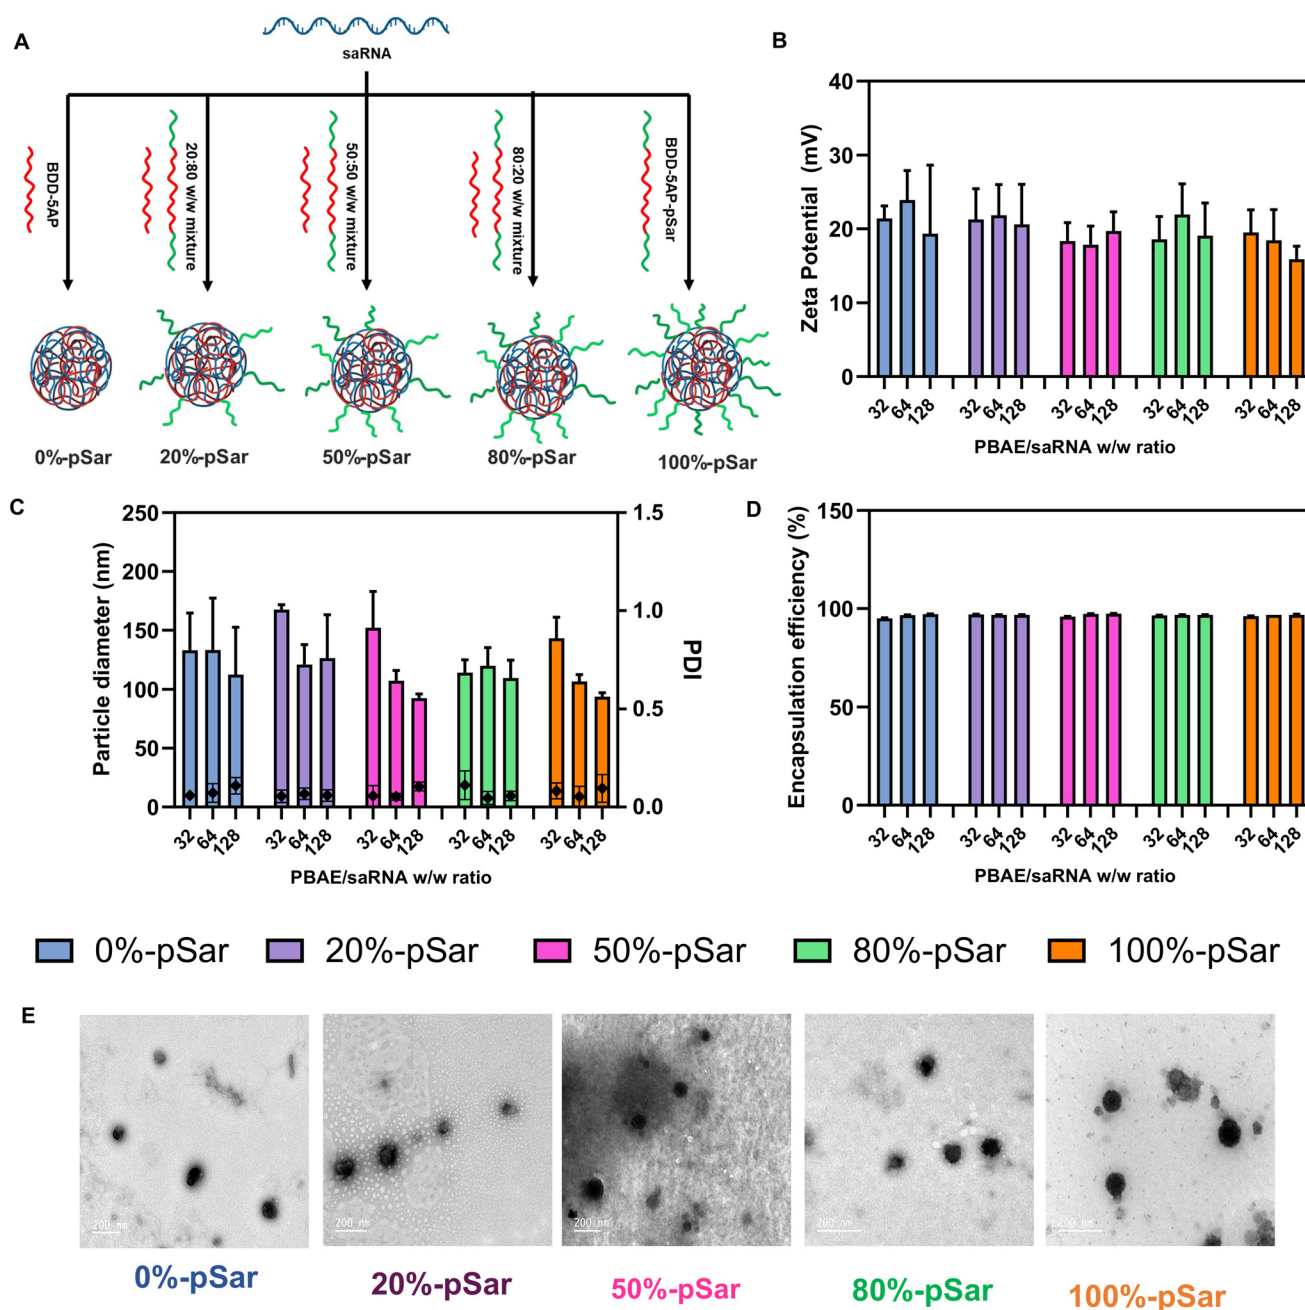 A
saRNA
BDD-5AP
20:80 w/w mixture
50:50 w/w mixture
80:20 w/w mixture
BDD-5AP-pSar
0%-pSar
20%-pSar
50%-pSar
80%-pSar
100%-pSar
B
Zeta Potential (mV)
40
30
20
10
0
32 64 128 32 64 128 32 64 128 32 64 128 32 64 128
PBAE/saRNA w/w ratio
C
Particle diameter (nm)
250
200
150
100
50
0
1.5
1.0
0.5
0.0
PDI
32 64 128 32 64 128 32 64 128 32 64 128 32 64 128
PBAE/saRNA w/w ratio
D
Encapsulation efficiency (%)
150
100
50
0
32 64 128 32 64 128 32 64 128 32 64 128 32 64 128
PBAE/saRNA w/w ratio
0%-pSar 20%-pSar 50%-pSar 80%-pSar 100%-pSar
E
200 nm
200 nm
200 nm
200 nm
200 nm
0%-pSar
20%-pSar
50%-pSar
80%-pSar
100%-pSar